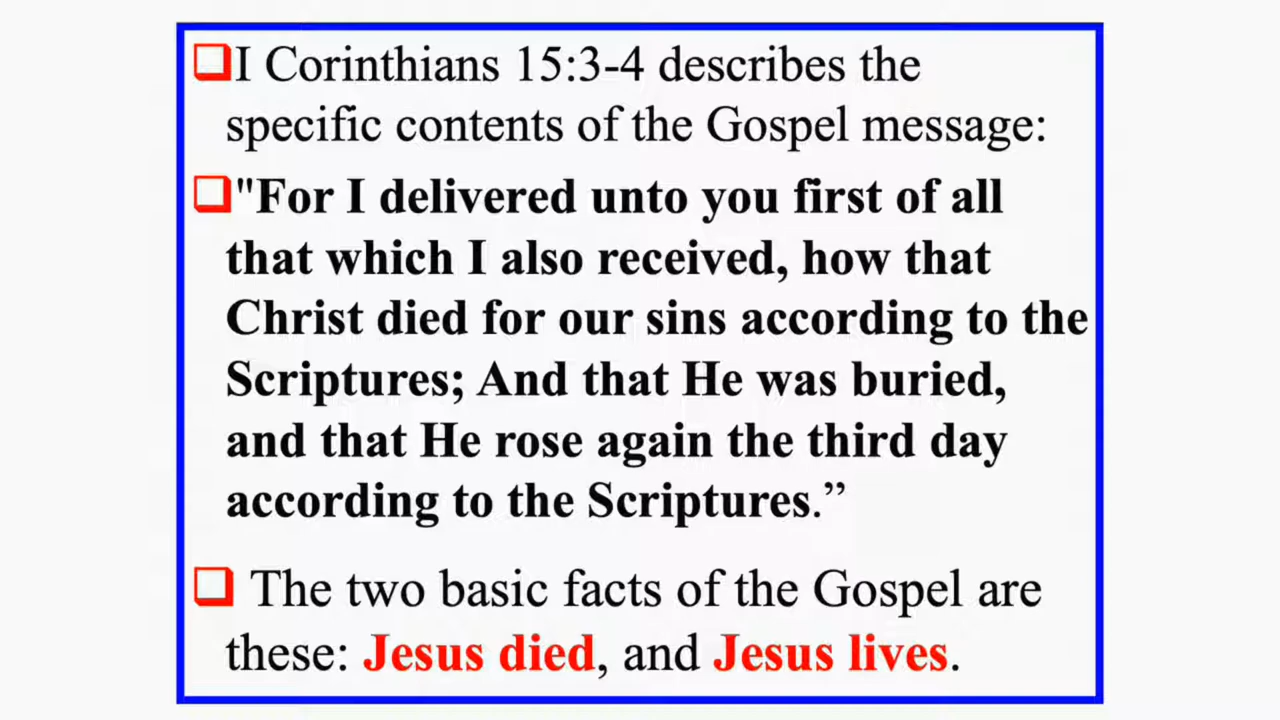 I Corinthians 15:3-4 describes the
specific contents of the Gospel message:
"For I delivered unto you first of all
that which I also received, how that
Christ died for our sins according to the
Scriptures; And that He was buried,
and that He rose again the third day
according to the Scriptures.”
The two basic facts of the Gospel are
these: Jesus died, and Jesus lives.